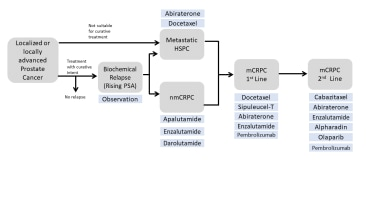 Localized or
locally
advanced
Prostate
Cancer
Not suitable
for curative
treatment
Treatment
with curative
intent
No relapse
Biochemical
Relapse
(Rising PSA)
Observation
Abiraterone
Docetaxel
Metastatic
HSPC
nmCRPC
Apalutamide
Enzalutamide
Darolutamide
mCRPC
1st Line
Docetaxel
Sipuleucel-T
Abiraterone
Enzalutamide
Pembrolizumab
mCRPC
2nd Line
Cabazitaxel
Abiraterone
Enzalutamide
Alpharadin
Olaparib
Pembrolizumab